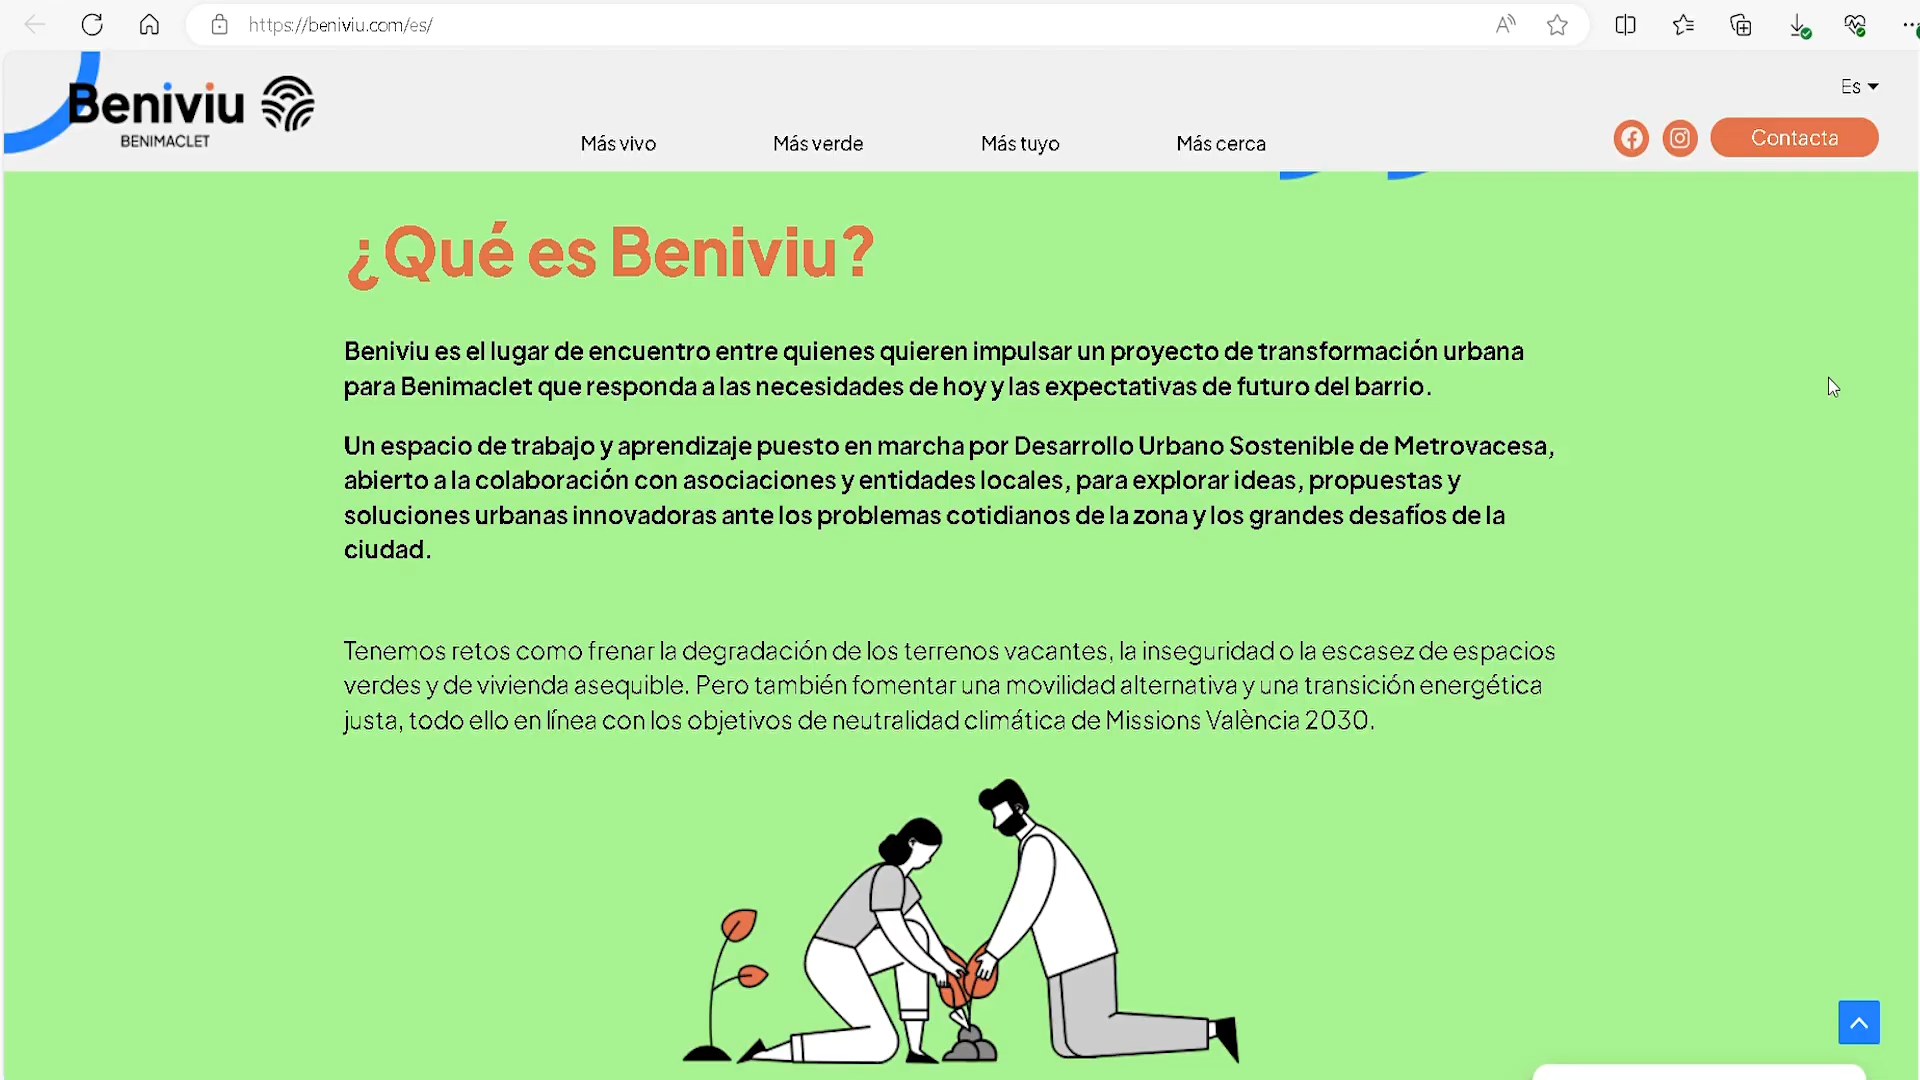 https://beniviu.com/es/
Beniviu
BENIMACLET
Es
Más vivo
Más verde
Más tuyo
Más cerca
Contacta
¿Qué es Beniviu?
Beniviu es el lugar de encuentro entre quienes quieren impulsar un proyecto de transformación urbana
para Benimaclet que responda a las necesidades de hoy y las expectativas de futuro del barrio.
Un espacio de trabajo y aprendizaje puesto en marcha por Desarrollo Urbano Sostenible de Metrovacesa,
abierto a la colaboración con asociaciones y entidades locales, para explorar ideas, propuestas y
soluciones urbanas innovadoras ante los problemas cotidianos de la zona y los grandes desafíos de la
ciudad.
Tenemos retos como frenar la degradación de los terrenos vacantes, la inseguridad o la escasez de espacios
verdes y de vivienda asequible. Pero también fomentar una movilidad alternativa y una transición energética
justa, todo ello en línea con los objetivos de neutralidad climática de Missions València 2030.